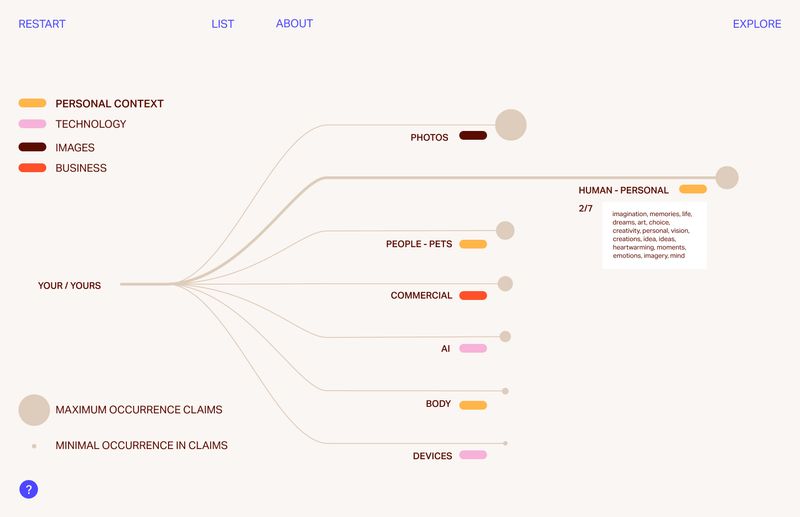 RESTART
LIST
ABOUT
EXPLORE
PERSONAL CONTEXT
TECHNOLOGY
IMAGES
BUSINESS
PHOTOS
HUMAN - PERSONAL
2/7
imagination, memories, life,
dreams, art, choice,
creativity, personal, vision,
creations, idea, ideas,
heartwarming, moments,
emotions, imagery, mind
PEOPLE - PETS
YOUR / YOURS
COMMERCIAL
AI
BODY
DEVICES
MAXIMUM OCCURRENCE CLAIMS
MINIMAL OCCURRENCE IN CLAIMS
?